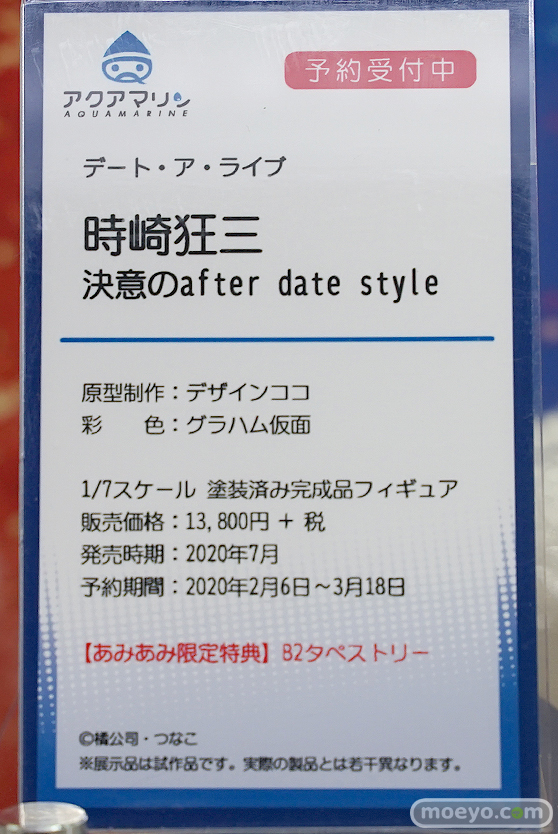 アクアマリン
AQUAMARINE
予約受付中
デート・ア・ライブ
時崎狂三
決意のafter date style
原型制作：デザインココ
彩　　色：グラハム仮面
1/7スケール 塗装済み完成品フィギュア
販売価格：13,800円 + 税
発売時期：2020年7月
予約期間：2020年2月6日～3月18日
【あみあみ限定特典】B2タペストリー
©橘公司・つなこ
※展示品は試作品です。実際の製品とは若干異なります。
moeyo.com